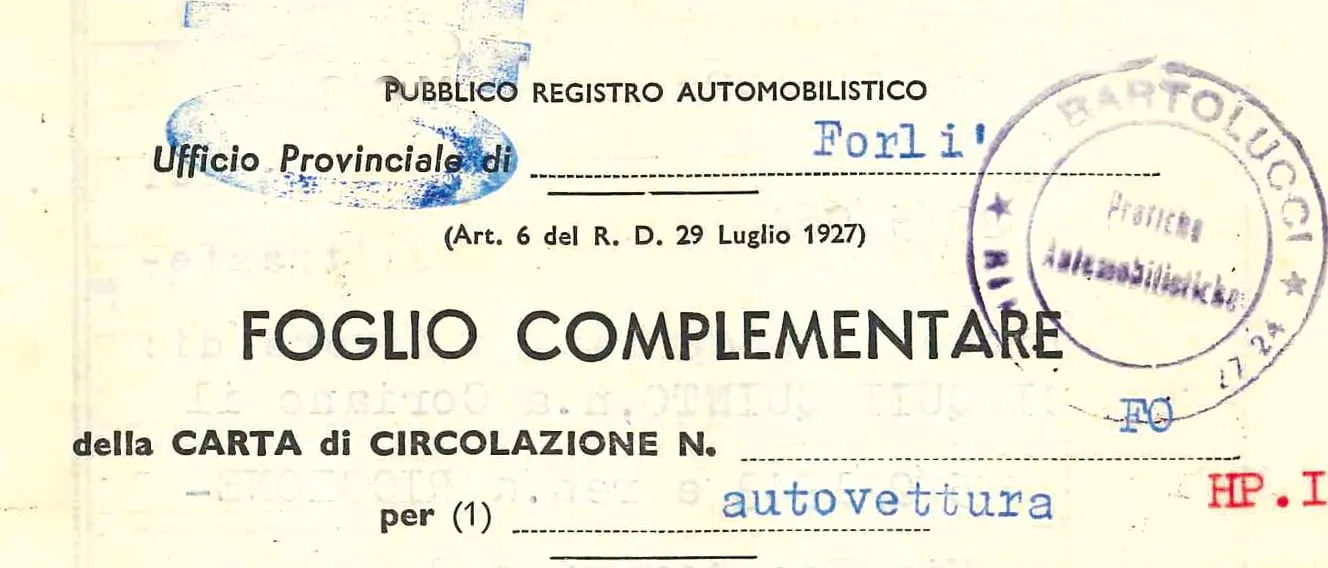 PUBBLICO REGISTRO AUTOMOBILISTICO
Ufficio Provinciale di Forli'
(Art. 6 del R. D. 29 Luglio 1927)
BARTOLUCCI
Pratiche
Automobilistiche
FOGLIO COMPLEMENTARE
della CARTA di CIRCOLAZIONE N. FO
per (1) autovettura
HP.I